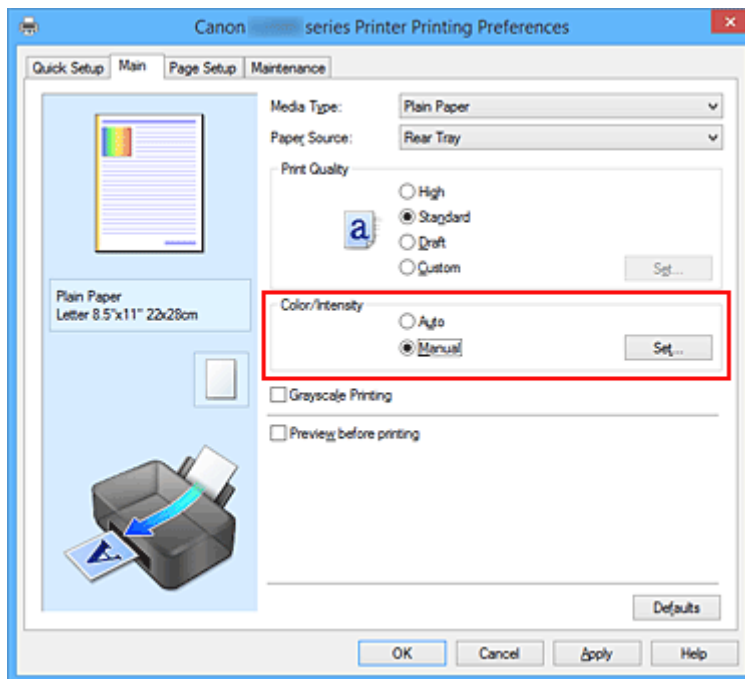 Canon series Printer Printing Preferences
Quick Setup Main Page Setup Maintenance
Media Type: Plain Paper
Paper Source: Rear Tray
Print Quality
High
a Standard
Draft
Custom Set...
Plain Paper
Letter 8.5"x11" 22x28cm
Color/Intensity
Auto
Manual Set...
Grayscale Printing
Preview before printing
A
Defaults
OK Cancel Apply Help